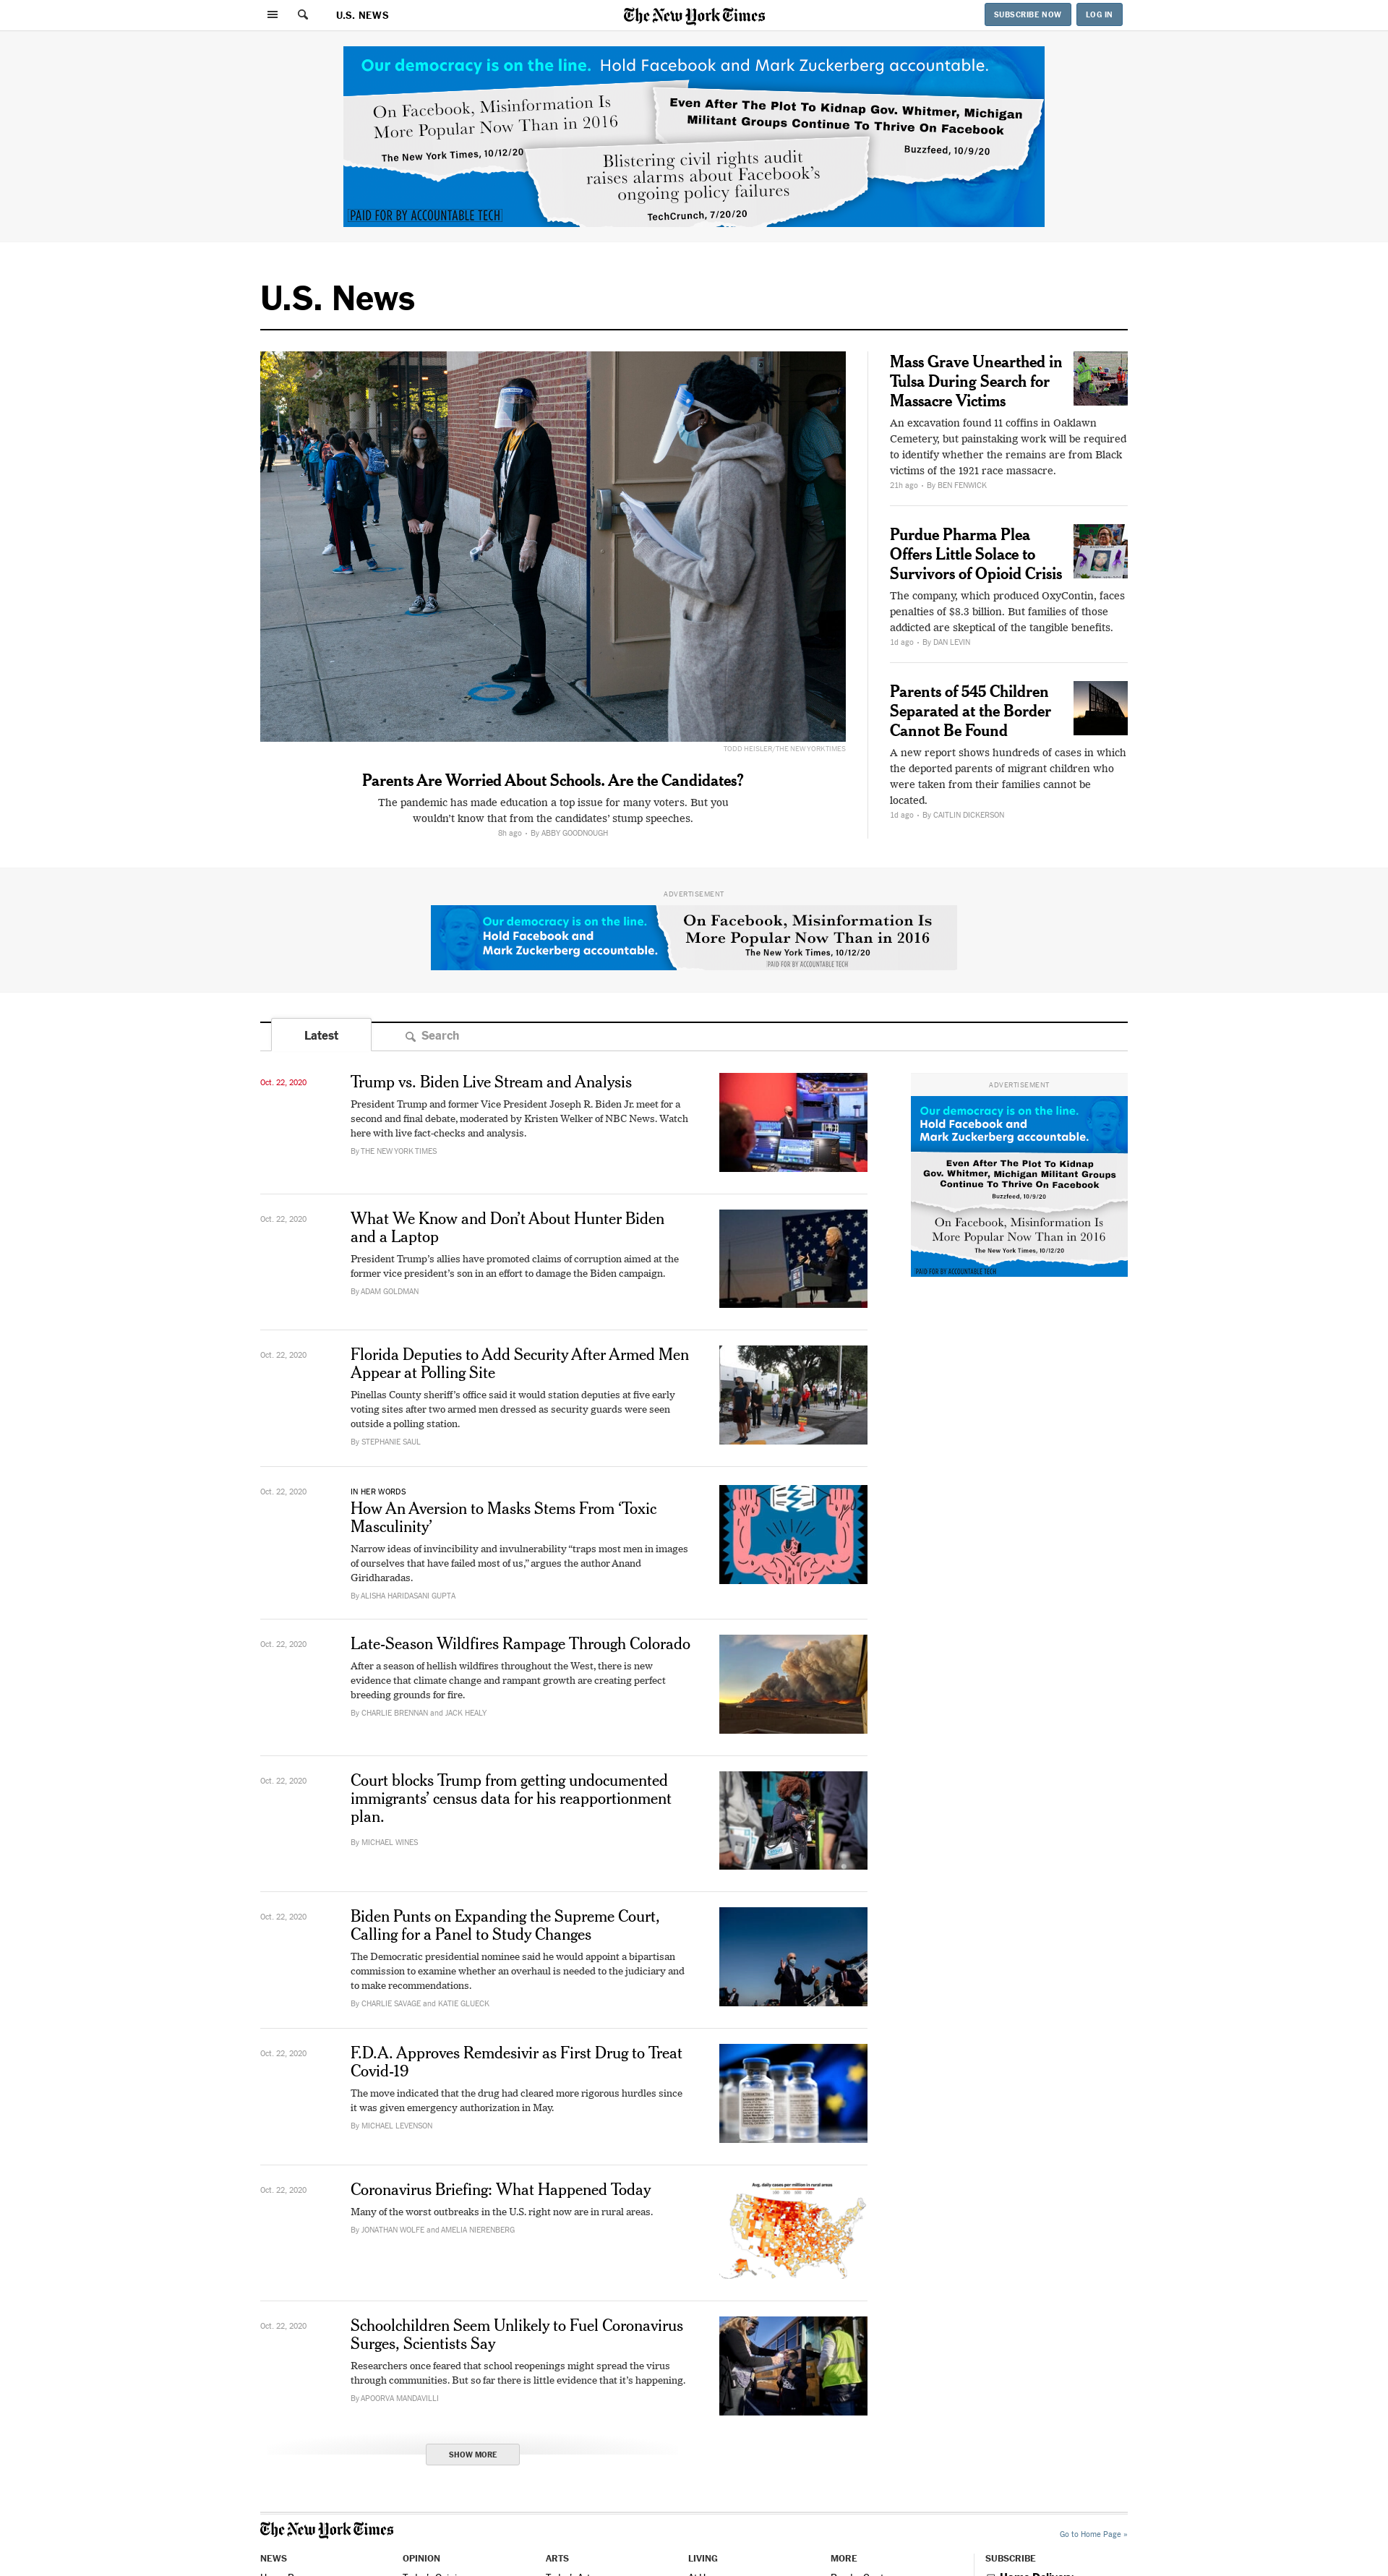 U.S. NEWS
The New York Times
SUBSCRIBE NOW
LOG IN
Our democracy is on the line. Hold Facebook and Mark Zuckerberg accountable.
On Facebook, Misinformation Is
More Popular Now Than in 2016
The New York Times, 10/12/20
Even After The Plot To Kidnap Gov. Whitmer, Michigan
Militant Groups Continue To Thrive On Facebook
Buzzfeed, 10/9/20
Blistering civil rights audit
raises alarms about Facebook's
ongoing policy failures
TechCrunch, 7/20/20
PAID FOR BY ACCOUNTABLE TECH
U.S. News
TODD HEISLER/THE NEW YORK TIMES
Parents Are Worried About Schools. Are the Candidates?
The pandemic has made education a top issue for many voters. But you
wouldn't know that from the candidates' stump speeches.
8h ago • By ABBY GOODNOUGH
Mass Grave Unearthed in
Tulsa During Search for
Massacre Victims
An excavation found 11 coffins in Oaklawn
Cemetery, but painstaking work will be required
to identify whether the remains are from Black
victims of the 1921 race massacre.
21h ago • By BEN FENWICK
Purdue Pharma Plea
Offers Little Solace to
Survivors of Opioid Crisis
The company, which produced OxyContin, faces
penalties of $8.3 billion. But families of those
addicted are skeptical of the tangible benefits.
1d ago • By DAN LEVIN
Parents of 545 Children
Separated at the Border
Cannot Be Found
A new report shows hundreds of cases in which
the deported parents of migrant children who
were taken from their families cannot be
located.
1d ago • By CAITLIN DICKERSON
ADVERTISEMENT
Our democracy is on the line.
Hold Facebook and
Mark Zuckerberg accountable.
On Facebook, Misinformation Is
More Popular Now Than in 2016
The New York Times, 10/12/20
PAID FOR BY ACCOUNTABLE TECH
Latest
Search
Oct. 22, 2020
Trump vs. Biden Live Stream and Analysis
President Trump and former Vice President Joseph R. Biden Jr. meet for a
second and final debate, moderated by Kristen Welker of NBC News. Watch
here with live fact-checks and analysis.
By THE NEW YORK TIMES
ADVERTISEMENT
Our democracy is on the line.
Hold Facebook and
Mark Zuckerberg accountable.
Even After The Plot To Kidnap
Gov. Whitmer, Michigan Militant Groups
Continue To Thrive On Facebook
Buzzfeed, 10/9/20
On Facebook, Misinformation Is
More Popular Now Than in 2016
The New York Times, 10/12/20
PAID FOR BY ACCOUNTABLE TECH
Oct. 22, 2020
What We Know and Don’t About Hunter Biden
and a Laptop
President Trump’s allies have promoted claims of corruption aimed at the
former vice president’s son in an effort to damage the Biden campaign.
By ADAM GOLDMAN
Oct. 22, 2020
Florida Deputies to Add Security After Armed Men
Appear at Polling Site
Pinellas County sheriff’s office said it would station deputies at five early
voting sites after two armed men dressed as security guards were seen
outside a polling station.
By STEPHANIE SAUL
Oct. 22, 2020
IN HER WORDS
How An Aversion to Masks Stems From ‘Toxic
Masculinity’
Narrow ideas of invincibility and invulnerability “traps most men in images
of ourselves that have failed most of us,” argues the author Anand
Giridharadas.
By ALISHA HARIDASANI GUPTA
Oct. 22, 2020
Late-Season Wildfires Rampage Through Colorado
After a season of hellish wildfires throughout the West, there is new
evidence that climate change and rampant growth are creating perfect
breeding grounds for fire.
By CHARLIE BRENNAN and JACK HEALY
Oct. 22, 2020
Court blocks Trump from getting undocumented
immigrants’ census data for his reapportionment
plan.
By MICHAEL WINES
Oct. 22, 2020
Biden Punts on Expanding the Supreme Court,
Calling for a Panel to Study Changes
The Democratic presidential nominee said he would appoint a bipartisan
commission to examine whether an overhaul is needed to the judiciary and
to make recommendations.
By CHARLIE SAVAGE and KATIE GLUECK
Oct. 22, 2020
F.D.A. Approves Remdesivir as First Drug to Treat
Covid-19
The move indicated that the drug had cleared more rigorous hurdles since
it was given emergency authorization in May.
By MICHAEL LEVENSON
Oct. 22, 2020
Coronavirus Briefing: What Happened Today
Many of the worst outbreaks in the U.S. right now are in rural areas.
By JONATHAN WOLFE and AMELIA NIERENBERG
Avg. daily cases per million in rural areas
Oct. 22, 2020
Schoolchildren Seem Unlikely to Fuel Coronavirus
Surges, Scientists Say
Researchers once feared that school reopenings might spread the virus
through communities. But so far there is little evidence that it’s happening.
By APOORVA MANDAVILLI
SHOW MORE
The New York Times
Go to Home Page »
NEWS
OPINION
ARTS
LIVING
MORE
SUBSCRIBE